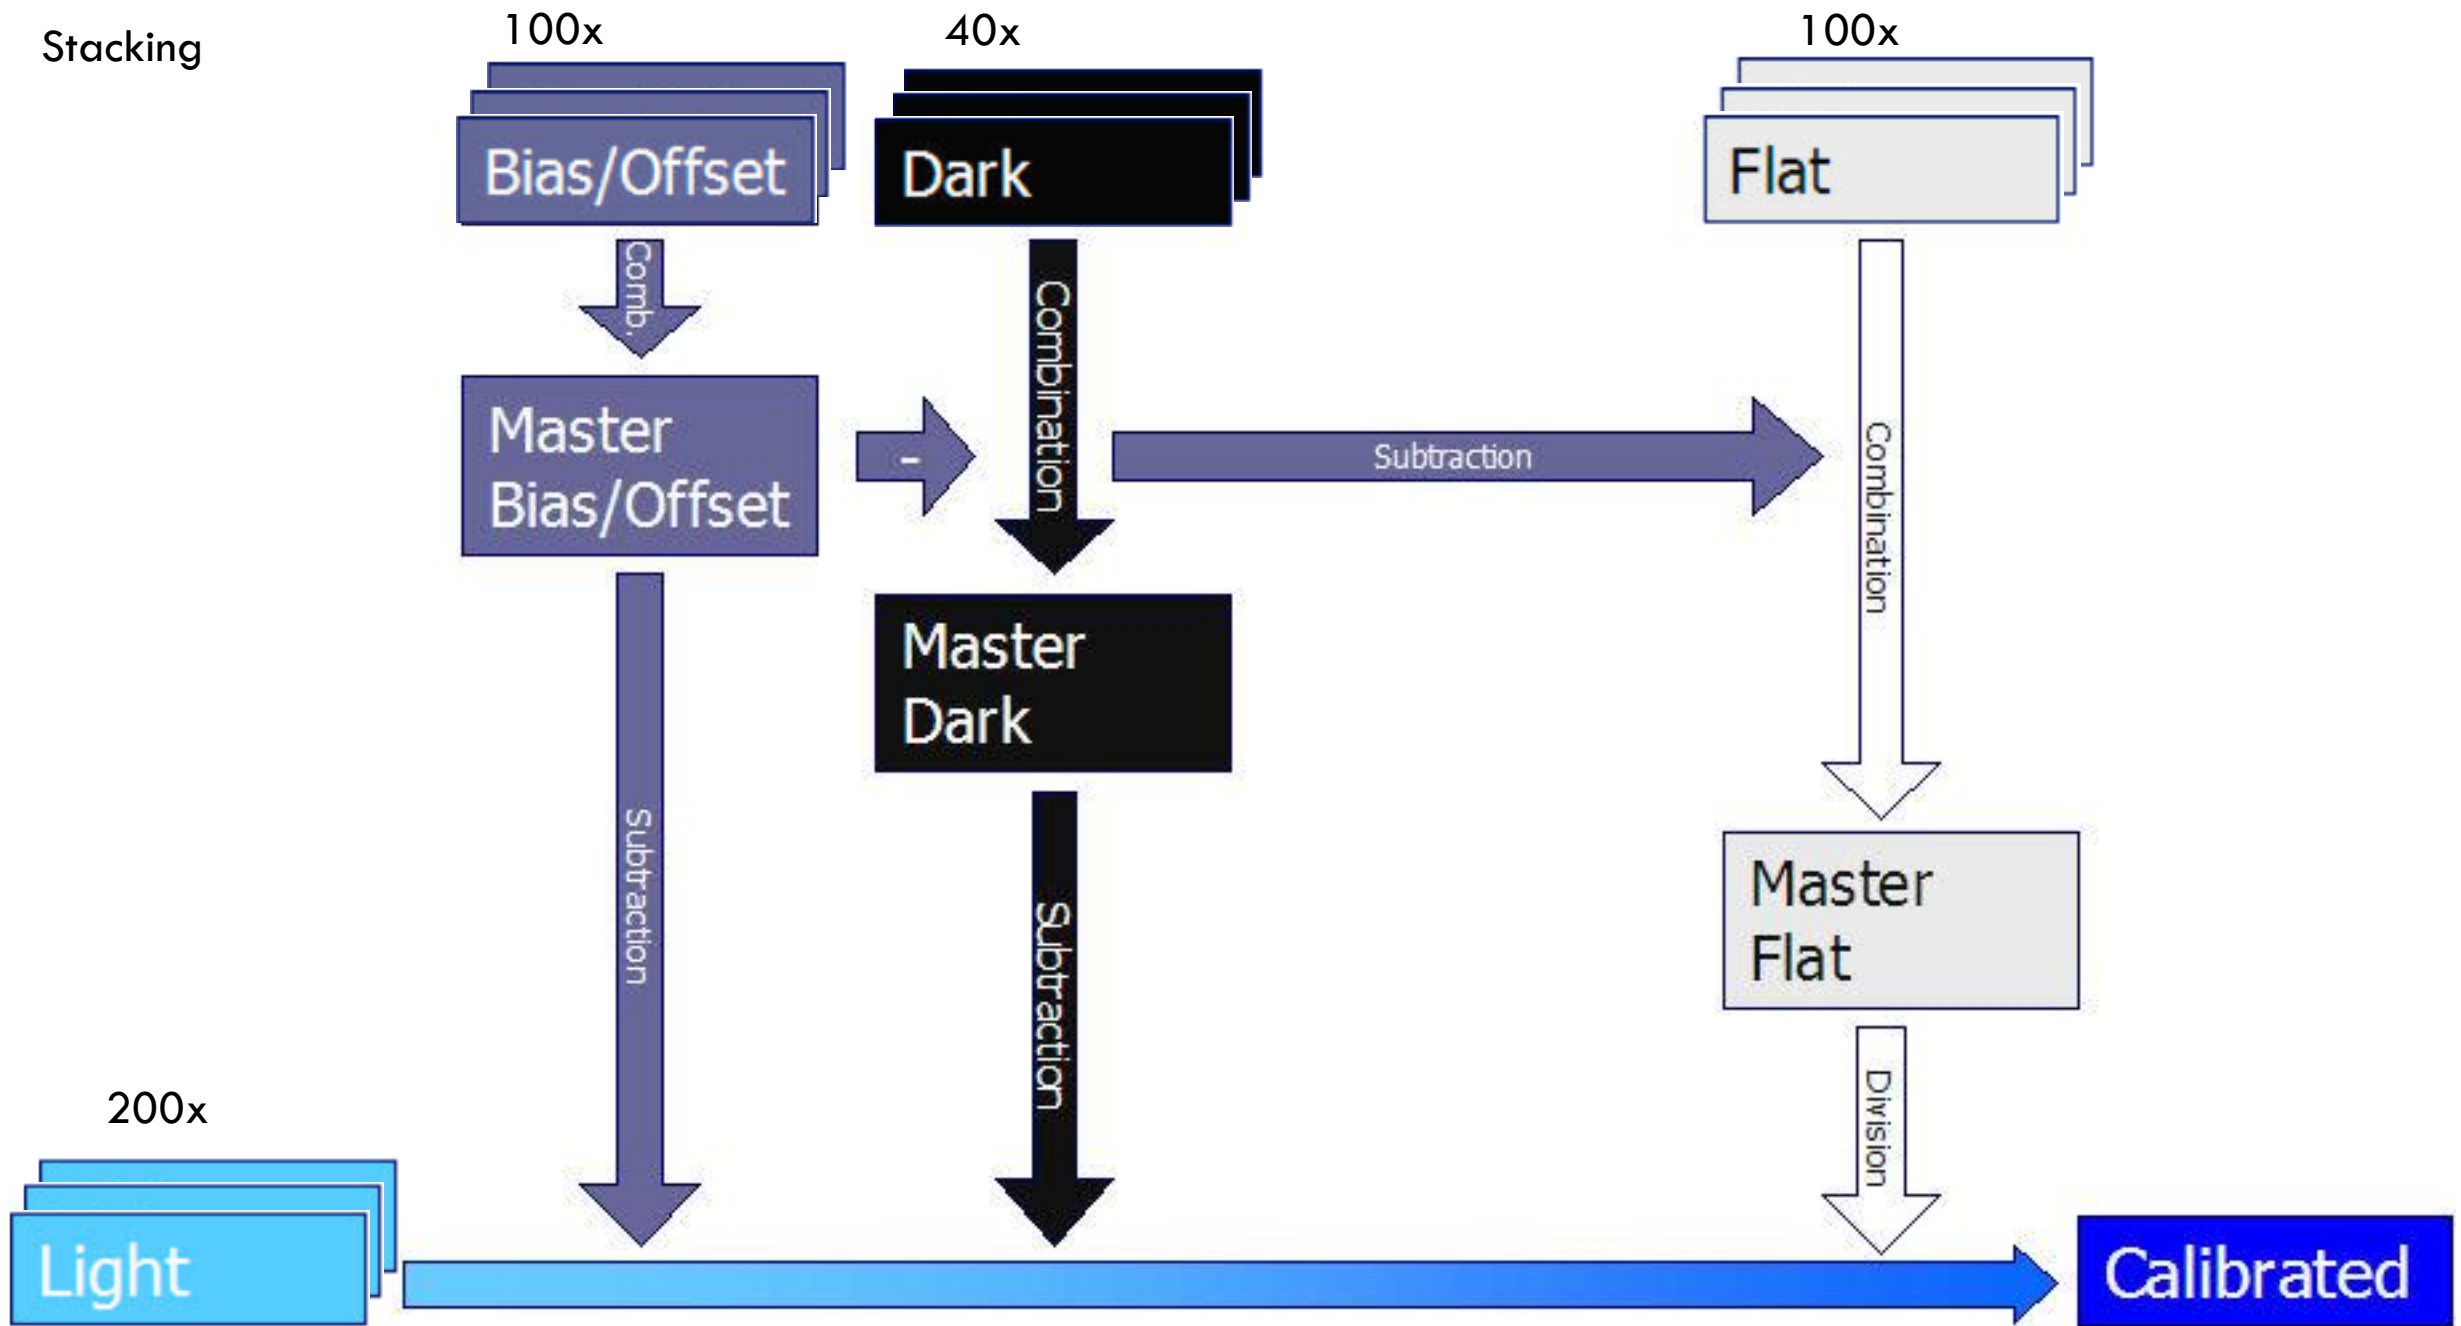 Stacking
100x
40x
100x
Bias/Offset
Dark
Flat
Comb.
Combination
Combination
Master
Bias/Offset
-
Subtraction
Master
Dark
Subtraction
Subtraction
Master
Flat
Division
200x
Light
Calibrated